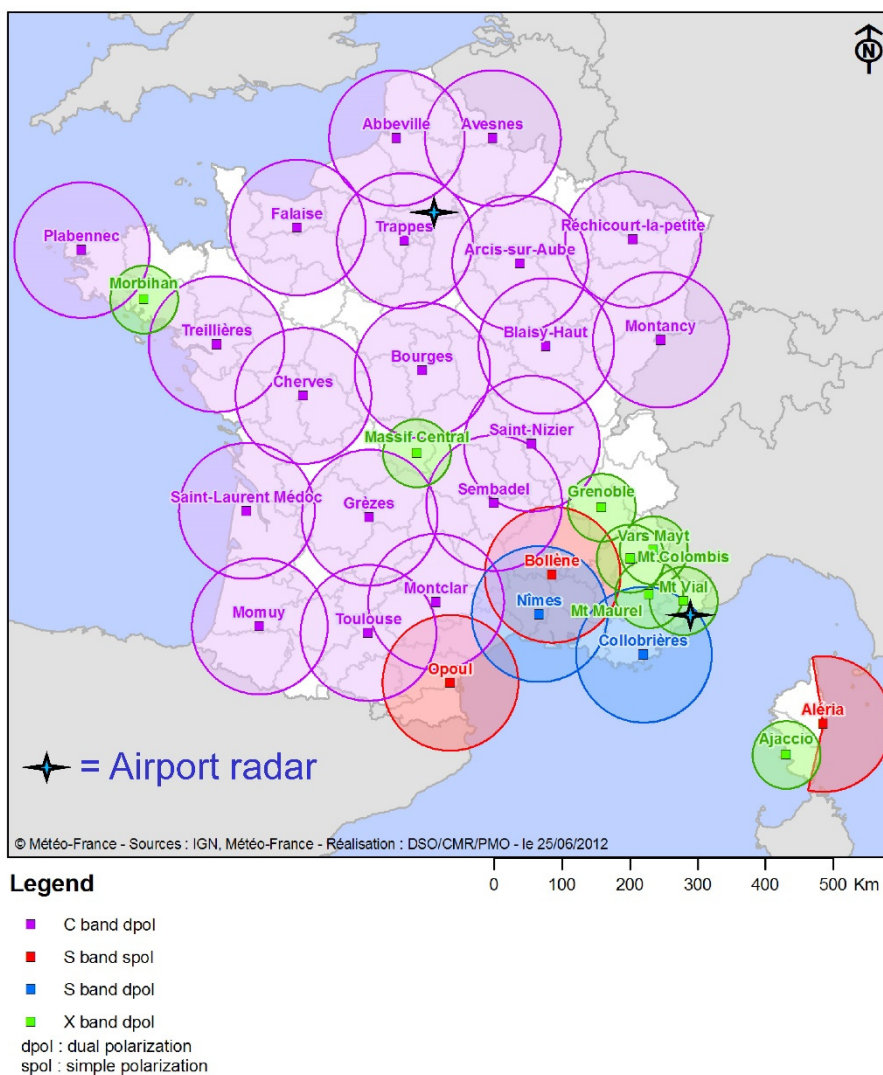 N
Abbeville
Avesnes
Falaise
Trappes
Réchicourt-la-petite
Plabennec
Arcis-sur-Aube
Morbihan
Treillières
Blaisy-Haut
Montancy
Bourges
Cherves
Massif Central
Saint-Nizier
Saint-Laurent Médoc
Grèzes
Sembadel
Grenoble
Vars Mayt
Mt Colombis
Bollène
Montclar
Mt Vial
Nîmes
Mt Maurel
Momuy
Toulouse
Collobrières
Opoul
Aléria
Ajaccio
= Airport radar
© Météo-France - Sources : IGN, Météo-France - Réalisation : DSO/CMR/PMO - le 25/06/2012
Legend
0 100 200 300 400 500 Km
C band dpol
S band spol
S band dpol
X band dpol
dpol : dual polarization
spol : simple polarization